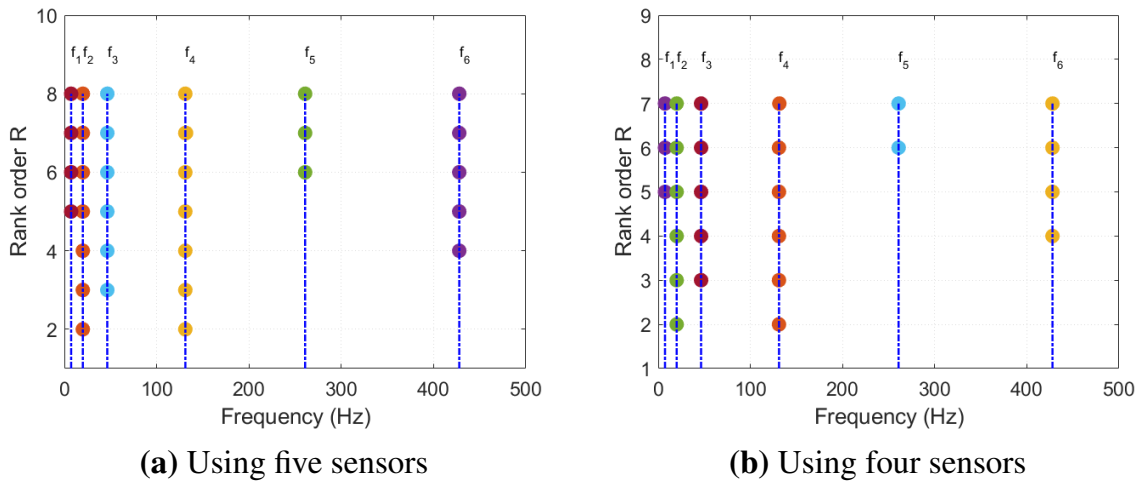 10
8
6
4
2
Rank order R
f1 f2 f3 f4 f5 f6
0 100 200 300 400 500
Frequency (Hz)
(a) Using five sensors
9
8
7
6
5
4
3
2
1
Rank order R
f1 f2 f3 f4 f5 f6
0 100 200 300 400 500
Frequency (Hz)
(b) Using four sensors